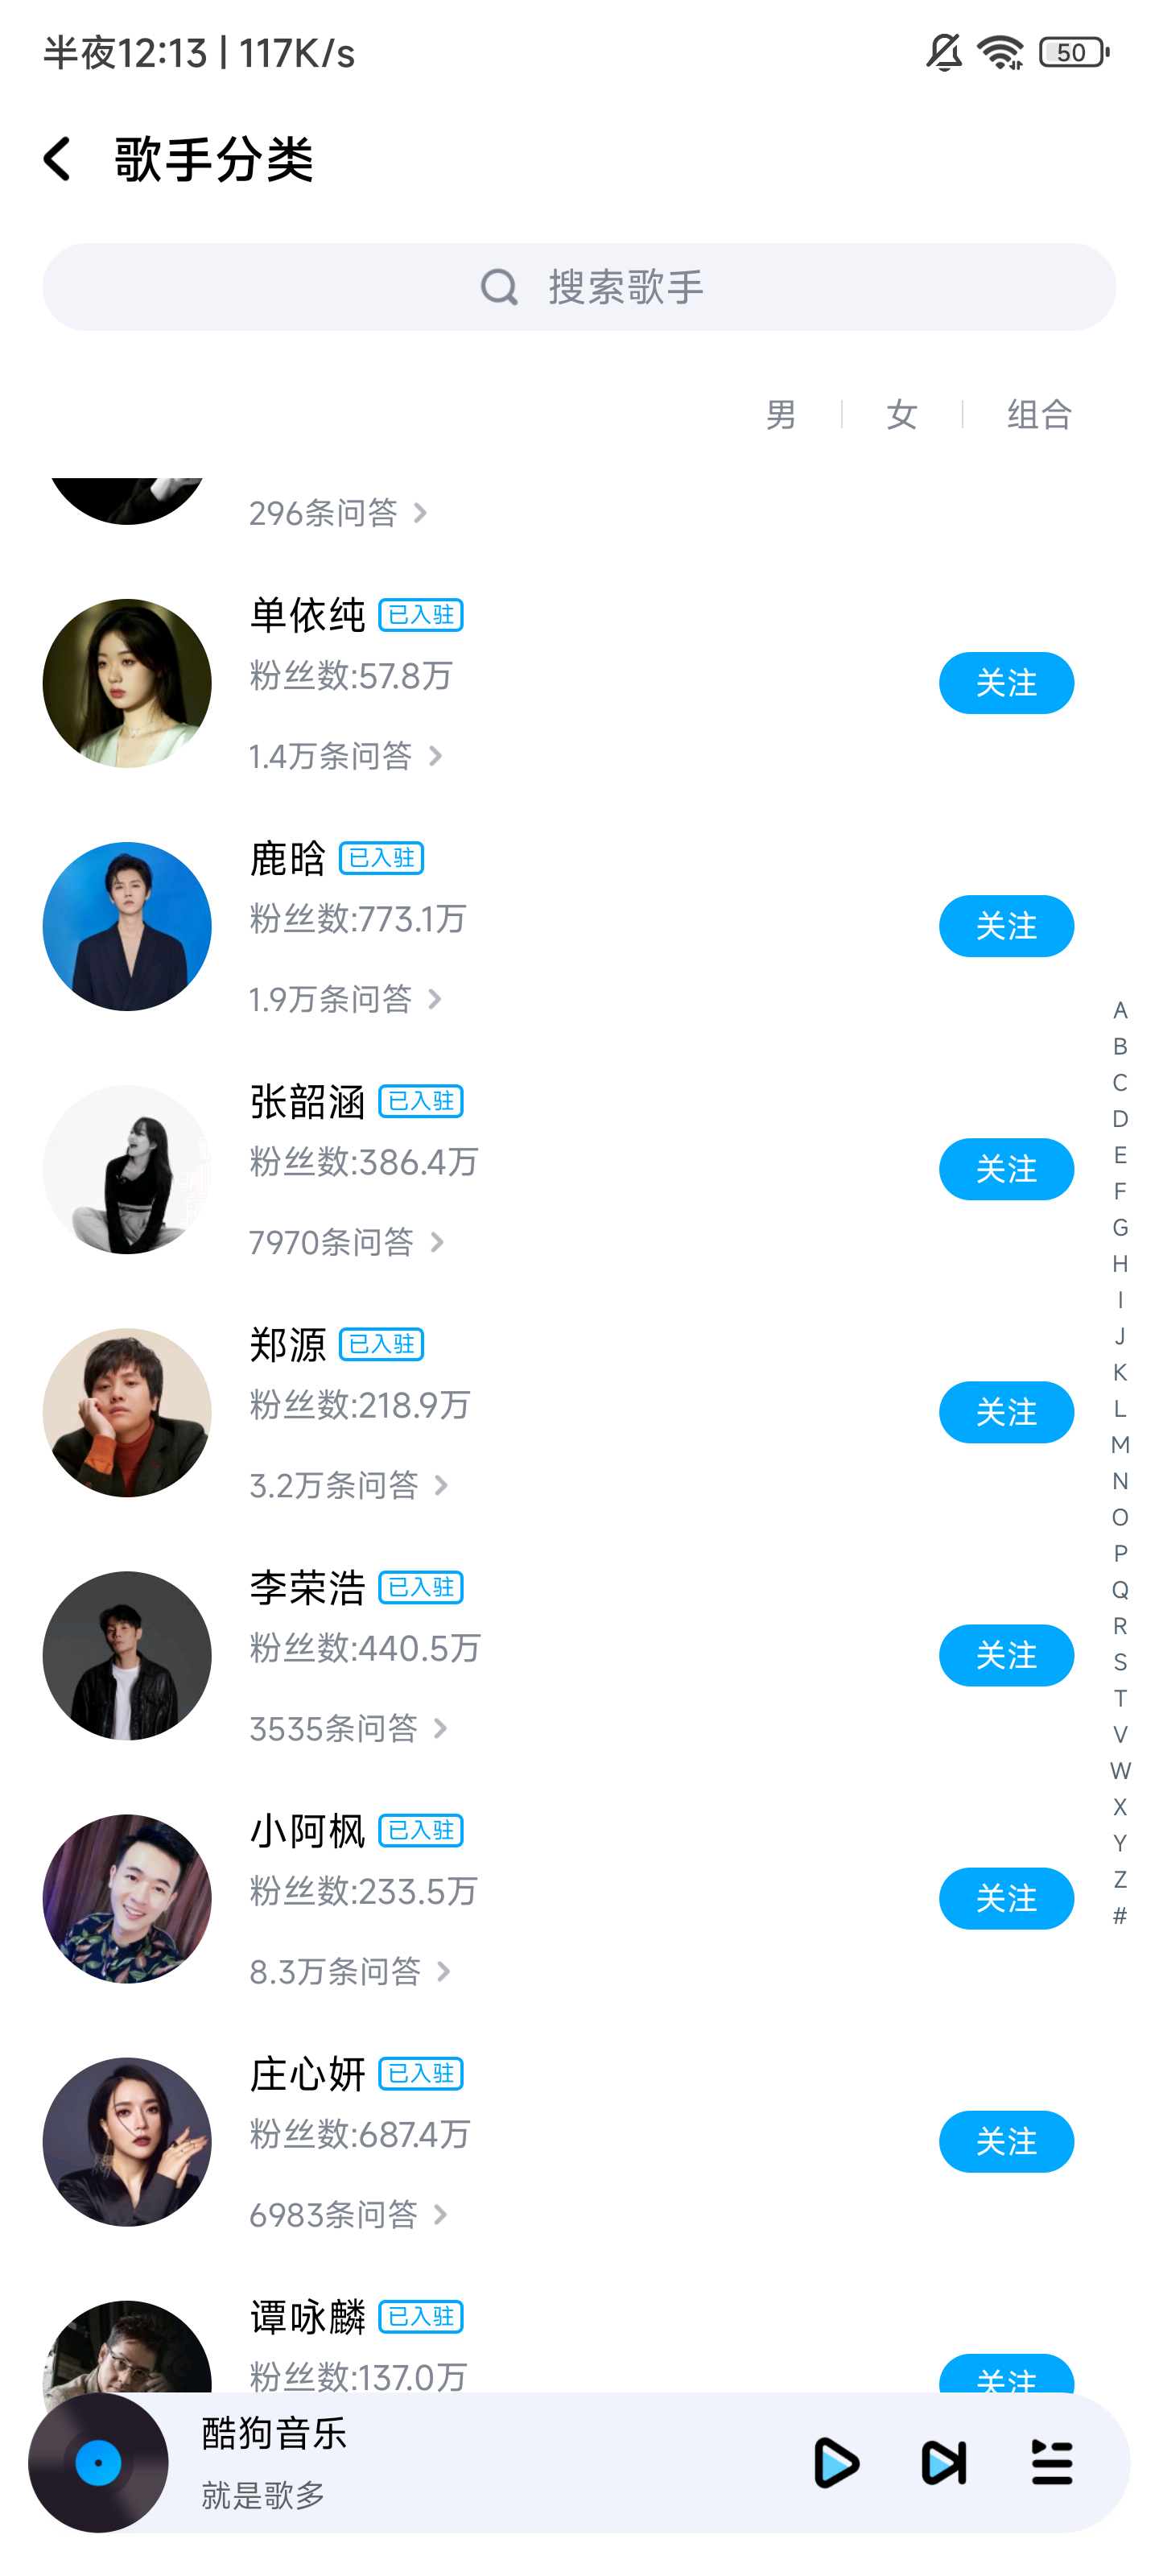 半夜12:13 | 117K/s
50
歌手分类
搜索歌手
男 | 女 | 组合
296条问答
单依纯 已入驻
粉丝数:57.8万
关注
1.4万条问答
鹿晗 已入驻
粉丝数:773.1万
关注
1.9万条问答
张韶涵 已入驻
粉丝数:386.4万
关注
7970条问答
郑源 已入驻
粉丝数:218.9万
关注
3.2万条问答
李荣浩 已入驻
粉丝数:440.5万
关注
3535条问答
小阿枫 已入驻
粉丝数:233.5万
关注
8.3万条问答
庄心妍 已入驻
粉丝数:687.4万
关注
6983条问答
谭咏麟 已入驻
粉丝数:137.0万
关注
A
B
C
D
E
F
G
H
I
J
K
L
M
N
O
P
Q
R
S
T
V
W
X
Y
Z
#
酷狗音乐
就是歌多